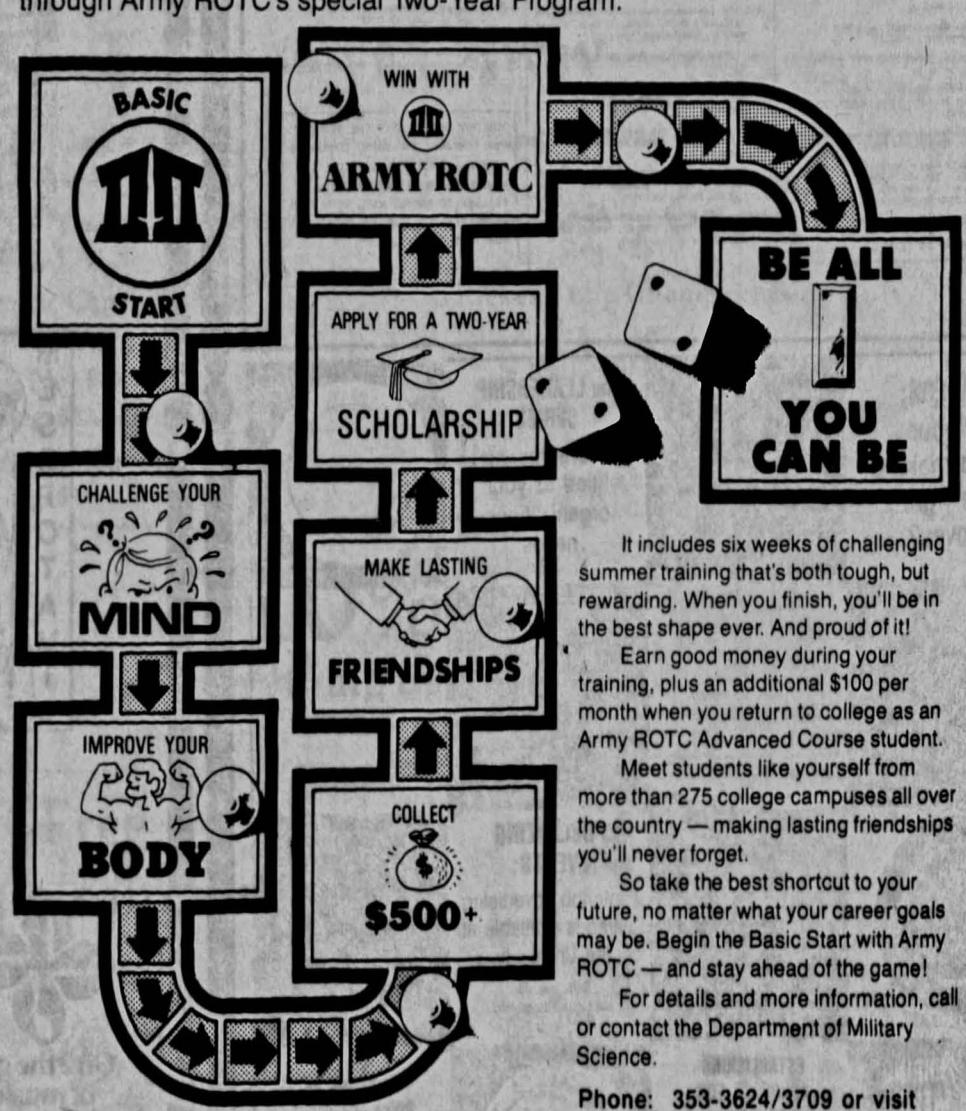 through Army ROTC's special Two-Year Program.
BASIC
START
CHALLENGE YOUR
??
MIND
IMPROVE YOUR
BODY
COLLECT
$
$500+
MAKE LASTING
FRIENDSHIPS
APPLY FOR A TWO-YEAR
SCHOLARSHIP
WIN WITH
ARMY ROTC
BE ALL
YOU
CAN BE
It includes six weeks of challenging
summer training that's both tough, but
rewarding. When you finish, you'll be in
the best shape ever. And proud of it!
Earn good money during your
training, plus an additional $100 per
month when you return to college as an
Army ROTC Advanced Course student.
Meet students like yourself from
more than 275 college campuses all over
the country — making lasting friendships
you'll never forget.
So take the best shortcut to your
future, no matter what your career goals
may be. Begin the Basic Start with Army
ROTC — and stay ahead of the game!
For details and more information, call
or contact the Department of Military
Science.
Phone: 353-3624/3709 or visit